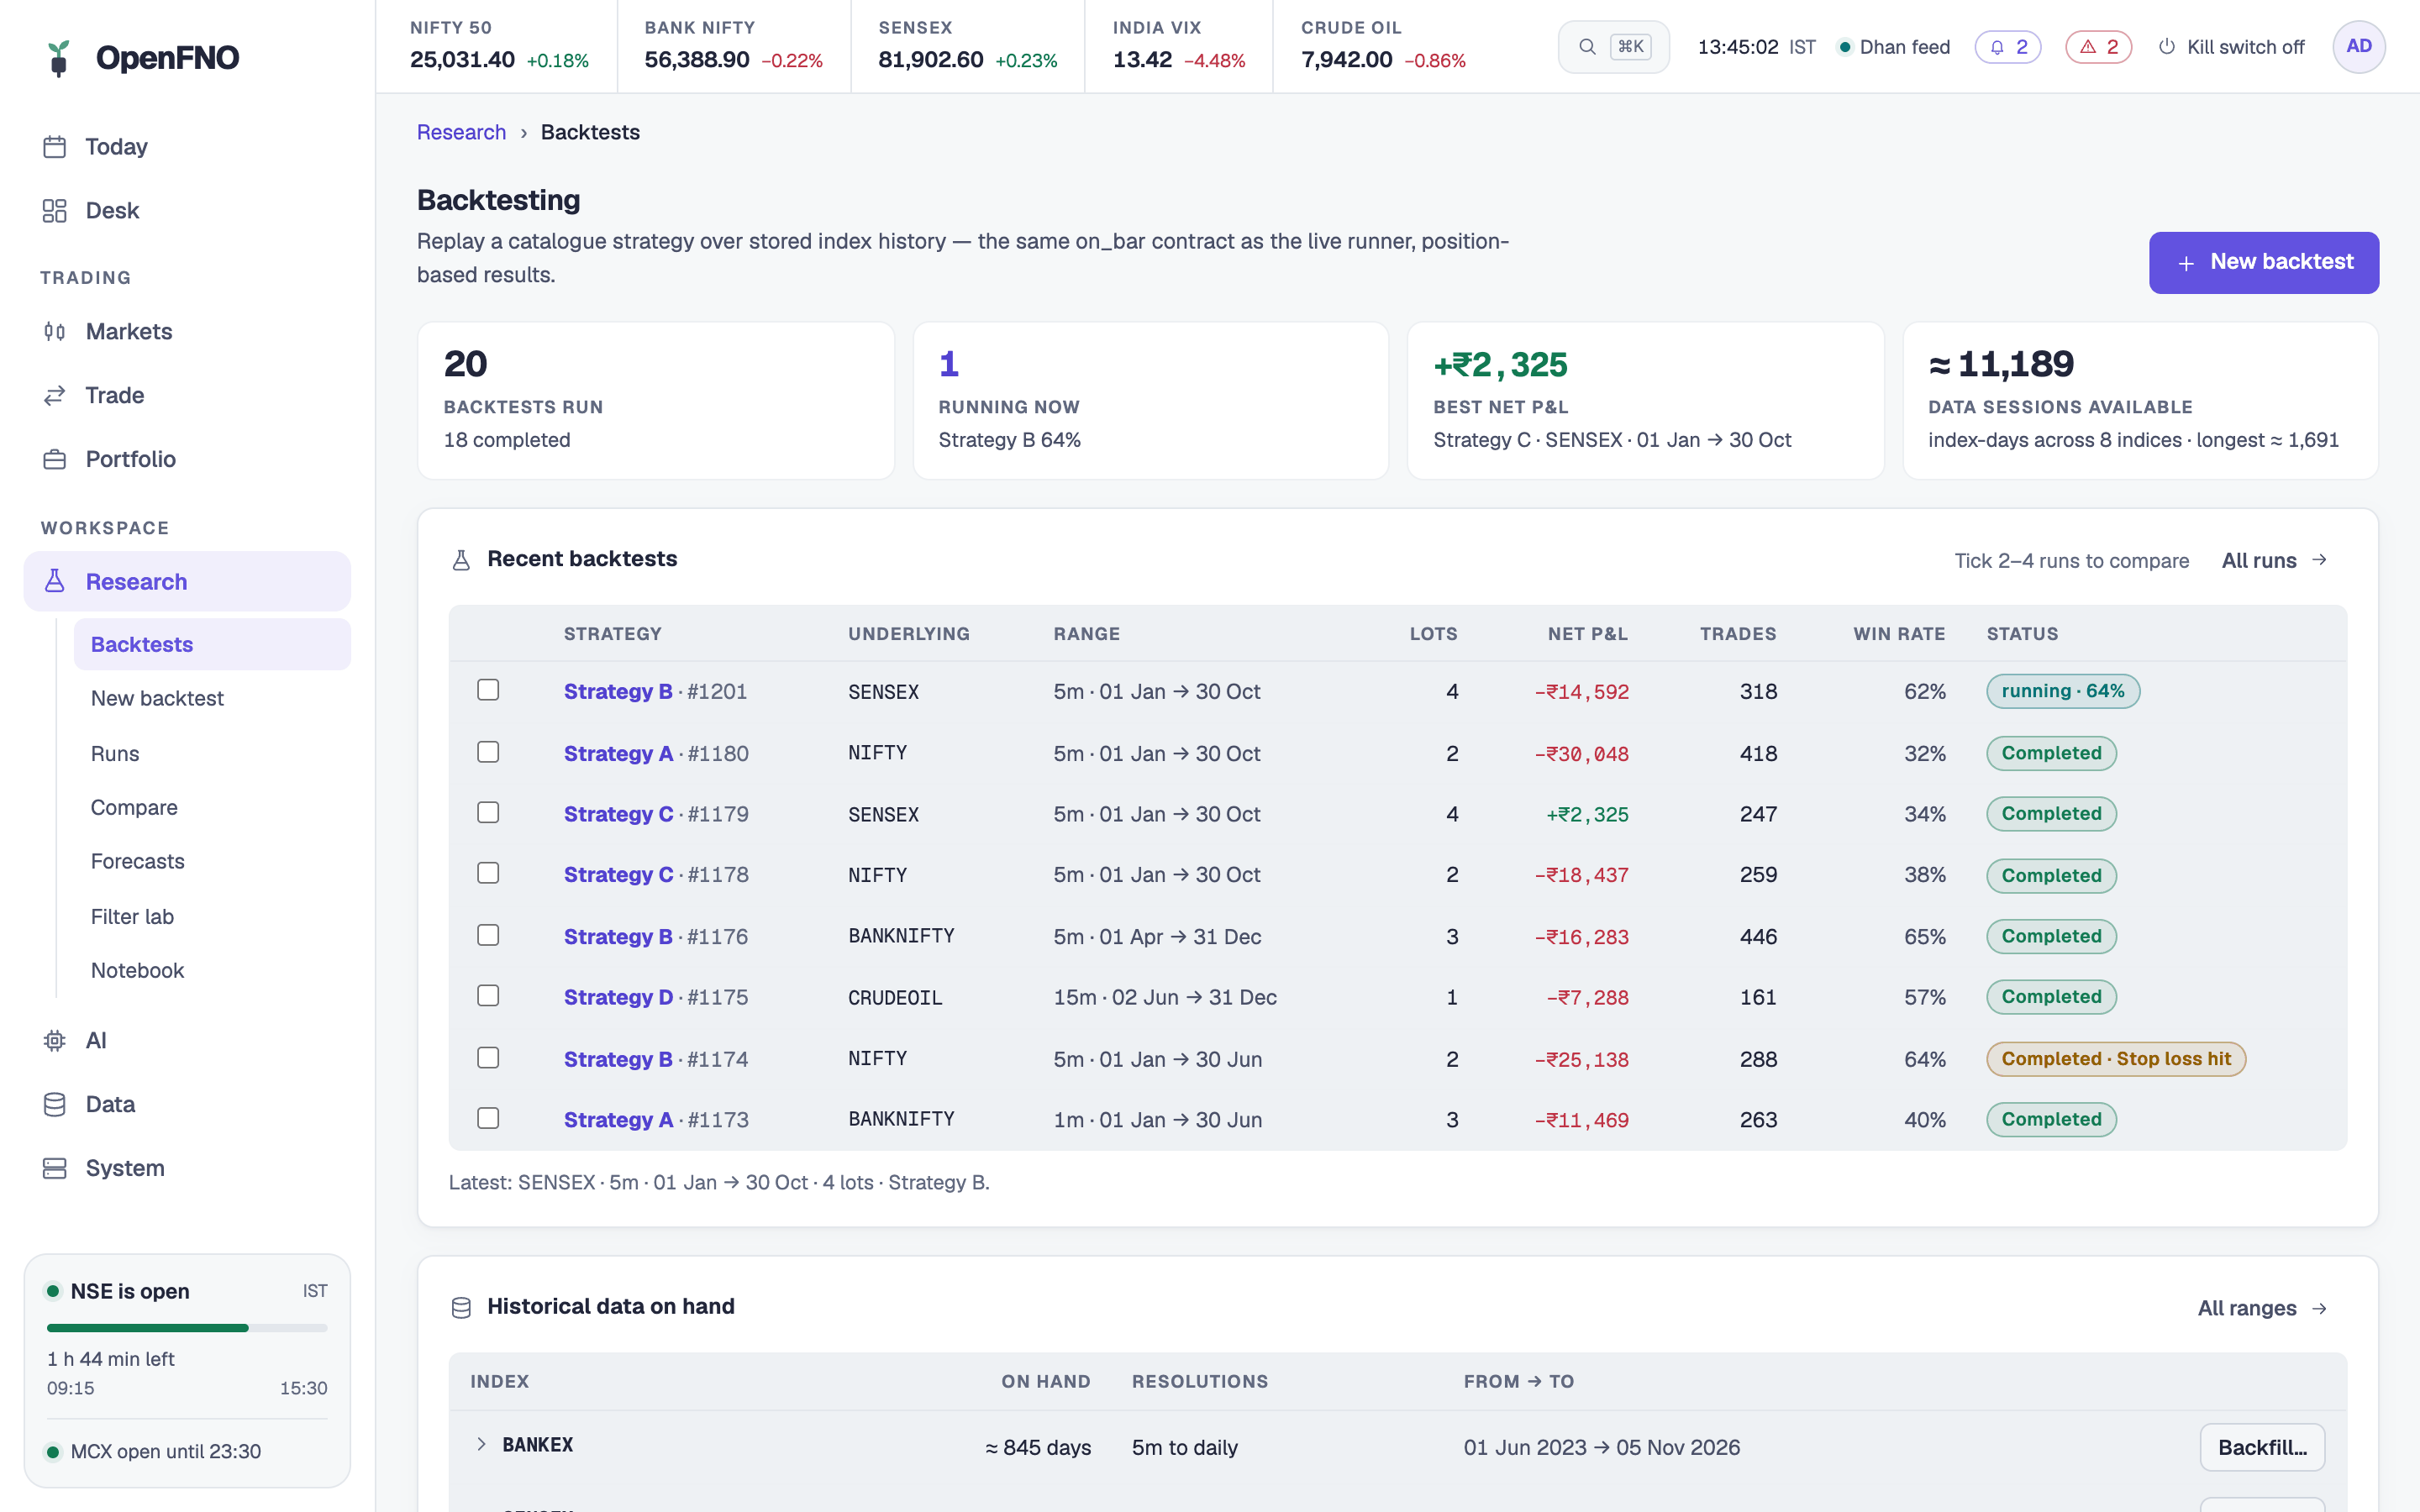 OpenFNO
Today
Desk
TRADING
Markets
Trade
Portfolio
WORKSPACE
Research
Backtests
New backtest
Runs
Compare
Forecasts
Filter lab
Notebook
AI
Data
System
NSE is open IST
1 h 44 min left
09:15 15:30
MCX open until 23:30
NIFTY 50 BANK NIFTY SENSEX INDIA VIX CRUDE OIL
25,031.40 +0.18% 56,388.90 −0.22% 81,902.60 +0.23% 13.42 −4.48% 7,942.00 −0.86%
⌘K 13:45:02 IST Dhan feed 2 2 Kill switch off AD
Research › Backtests
Backtesting
Replay a catalogue strategy over stored index history — the same on_bar contract as the live runner, position-
based results.
+ New backtest
20
BACKTESTS RUN
18 completed
1
RUNNING NOW
Strategy B 64%
+₹2,325
BEST NET P&L
Strategy C · SENSEX · 01 Jan → 30 Oct
≈ 11,189
DATA SESSIONS AVAILABLE
index-days across 8 indices · longest ≈ 1,691
Recent backtests Tick 2–4 runs to compare All runs →
STRATEGY UNDERLYING RANGE LOTS NET P&L TRADES WIN RATE STATUS
Strategy B · #1201 SENSEX 5m · 01 Jan → 30 Oct 4 −₹14,592 318 62% running · 64%
Strategy A · #1180 NIFTY 5m · 01 Jan → 30 Oct 2 −₹30,048 418 32% Completed
Strategy C · #1179 SENSEX 5m · 01 Jan → 30 Oct 4 +₹2,325 247 34% Completed
Strategy C · #1178 NIFTY 5m · 01 Jan → 30 Oct 2 −₹18,437 259 38% Completed
Strategy B · #1176 BANKNIFTY 5m · 01 Apr → 31 Dec 3 −₹16,283 446 65% Completed
Strategy D · #1175 CRUDEOIL 15m · 02 Jun → 31 Dec 1 −₹7,288 161 57% Completed
Strategy B · #1174 NIFTY 5m · 01 Jan → 30 Jun 2 −₹25,138 288 64% Completed · Stop loss hit
Strategy A · #1173 BANKNIFTY 1m · 01 Jan → 30 Jun 3 −₹11,469 263 40% Completed
Latest: SENSEX · 5m · 01 Jan → 30 Oct · 4 lots · Strategy B.
Historical data on hand All ranges →
INDEX ON HAND RESOLUTIONS FROM → TO
BANKEX ≈ 845 days 5m to daily 01 Jun 2023 → 05 Nov 2026 Backfill…